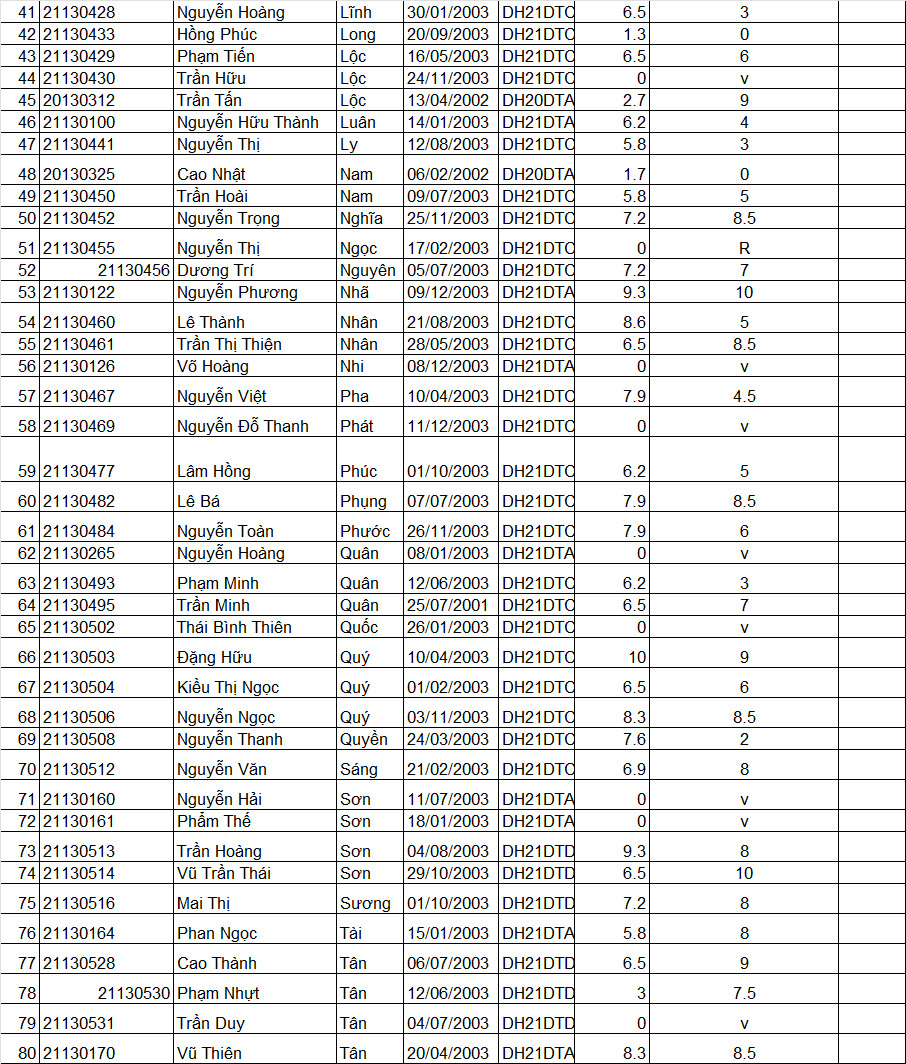 41 21130428 Nguyễn Hoàng Lĩnh 30/01/2003 DH21DTC 6.5 3
42 21130433 Hồng Phúc Long 20/09/2003 DH21DTC 1.3 0
43 21130429 Phạm Tiến Lộc 16/05/2003 DH21DTC 6.5 6
44 21130430 Trần Hữu Lộc 24/11/2003 DH21DTC 0 v
45 20130312 Trần Tấn Lộc 13/04/2002 DH20DTA 2.7 9
46 21130100 Nguyễn Hữu Thành Luân 14/01/2003 DH21DTA 6.2 4
47 21130441 Nguyễn Thị Ly 12/08/2003 DH21DTC 5.8 3
48 20130325 Cao Nhật Nam 06/02/2002 DH20DTA 1.7 0
49 21130450 Trần Hoài Nam 09/07/2003 DH21DTC 5.8 5
50 21130452 Nguyễn Trọng Nghĩa 25/11/2003 DH21DTC 7.2 8.5
51 21130455 Nguyễn Thị Ngọc 17/02/2003 DH21DTC 0 R
52 21130456 Dương Trí Nguyên 05/07/2003 DH21DTC 7.2 7
53 21130122 Nguyễn Phương Nhã 09/12/2003 DH21DTA 9.3 10
54 21130460 Lê Thành Nhân 21/08/2003 DH21DTC 8.6 5
55 21130461 Trần Thị Thiện Nhân 28/05/2003 DH21DTC 6.5 8.5
56 21130126 Võ Hoàng Nhi 08/12/2003 DH21DTA 0 v
57 21130467 Nguyễn Việt Pha 10/04/2003 DH21DTC 7.9 4.5
58 21130469 Nguyễn Đỗ Thanh Phát 11/12/2003 DH21DTC 0 v
59 21130477 Lâm Hồng Phúc 01/10/2003 DH21DTC 6.2 5
60 21130482 Lê Bá Phụng 07/07/2003 DH21DTC 7.9 8.5
61 21130484 Nguyễn Toàn Phước 26/11/2003 DH21DTC 7.9 6
62 21130265 Nguyễn Hoàng Quân 08/01/2003 DH21DTA 0 v
63 21130493 Phạm Minh Quân 12/06/2003 DH21DTC 6.2 3
64 21130495 Trần Minh Quân 25/07/2001 DH21DTC 6.5 7
65 21130502 Thái Bình Thiên Quốc 26/01/2003 DH21DTC 0 v
66 21130503 Đặng Hữu Quý 10/04/2003 DH21DTC 10 9
67 21130504 Kiều Thị Ngọc Quý 01/02/2003 DH21DTC 6.5 6
68 21130506 Nguyễn Ngọc Quý 03/11/2003 DH21DTC 8.3 8.5
69 21130508 Nguyễn Thanh Quyền 24/03/2003 DH21DTC 7.6 2
70 21130512 Nguyễn Văn Sáng 21/02/2003 DH21DTC 6.9 8
71 21130160 Nguyễn Hải Sơn 11/07/2003 DH21DTA 0 v
72 21130161 Phẩm Thế Sơn 18/01/2003 DH21DTA 0 v
73 21130513 Trần Hoàng Sơn 04/08/2003 DH21DTD 9.3 8
74 21130514 Vũ Trần Thái Sơn 29/10/2003 DH21DTD 6.5 10
75 21130516 Mai Thị Sương 01/10/2003 DH21DTD 7.2 8
76 21130164 Phan Ngọc Tài 15/01/2003 DH21DTA 5.8 8
77 21130528 Cao Thành Tân 06/07/2003 DH21DTD 6.5 9
78 21130530 Phạm Nhựt Tân 12/06/2003 DH21DTD 3 7.5
79 21130531 Trần Duy Tân 04/07/2003 DH21DTD 0 v
80 21130170 Vũ Thiên Tân 20/04/2003 DH21DTA 8.3 8.5